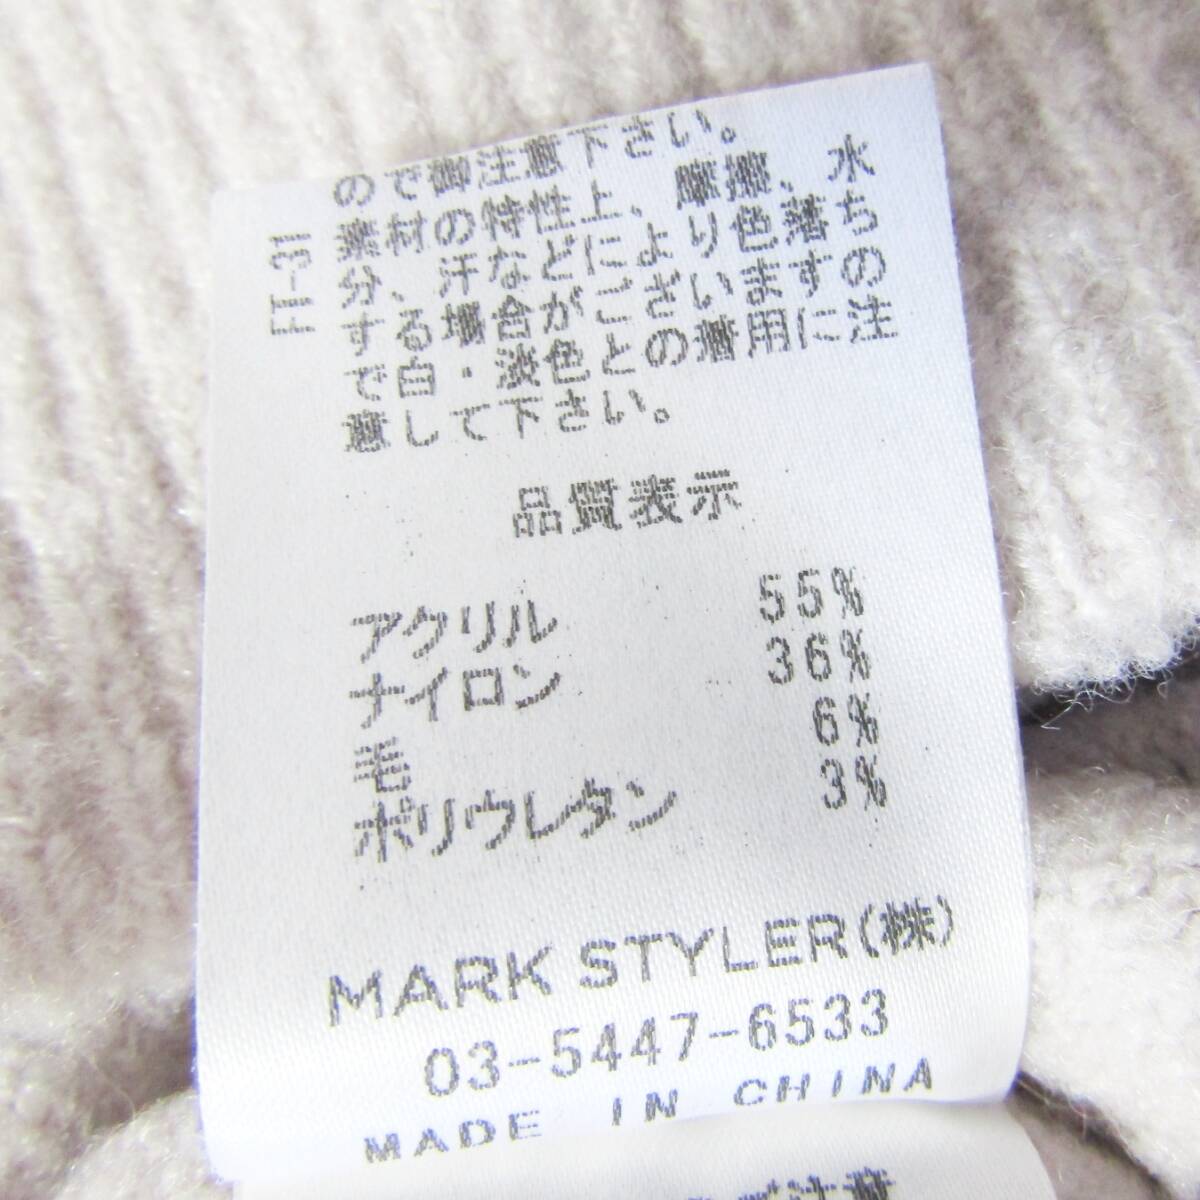 ので御注意下さい。
素材の特性上、摩擦、水
分、汗などにより色落ち
する場合がございますの
で白・淡色との着用に注
意して下さい。
FT-31
品質表示
アクリル 55%
ナイロン 36%
毛 6%
ポリウレタン 3%
MARK STYLER(株)
03-5447-6533
MADE IN CHINA
注意